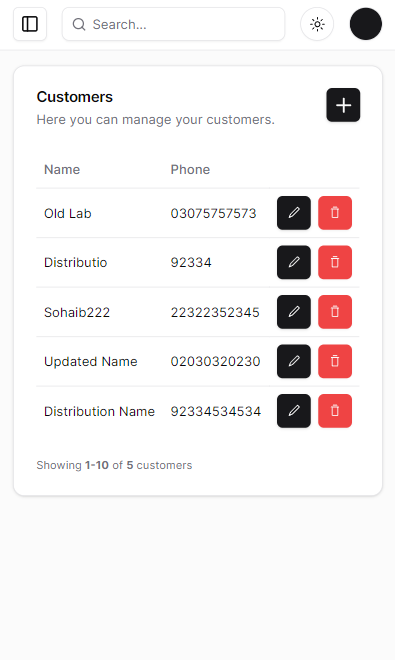 Search...
Customers
Here you can manage your customers.
Name Phone
Old Lab 03075757573
Distributio 92334
Sohaib222 22322352345
Updated Name 02030320230
Distribution Name 92334534534
Showing 1-10 of 5 customers